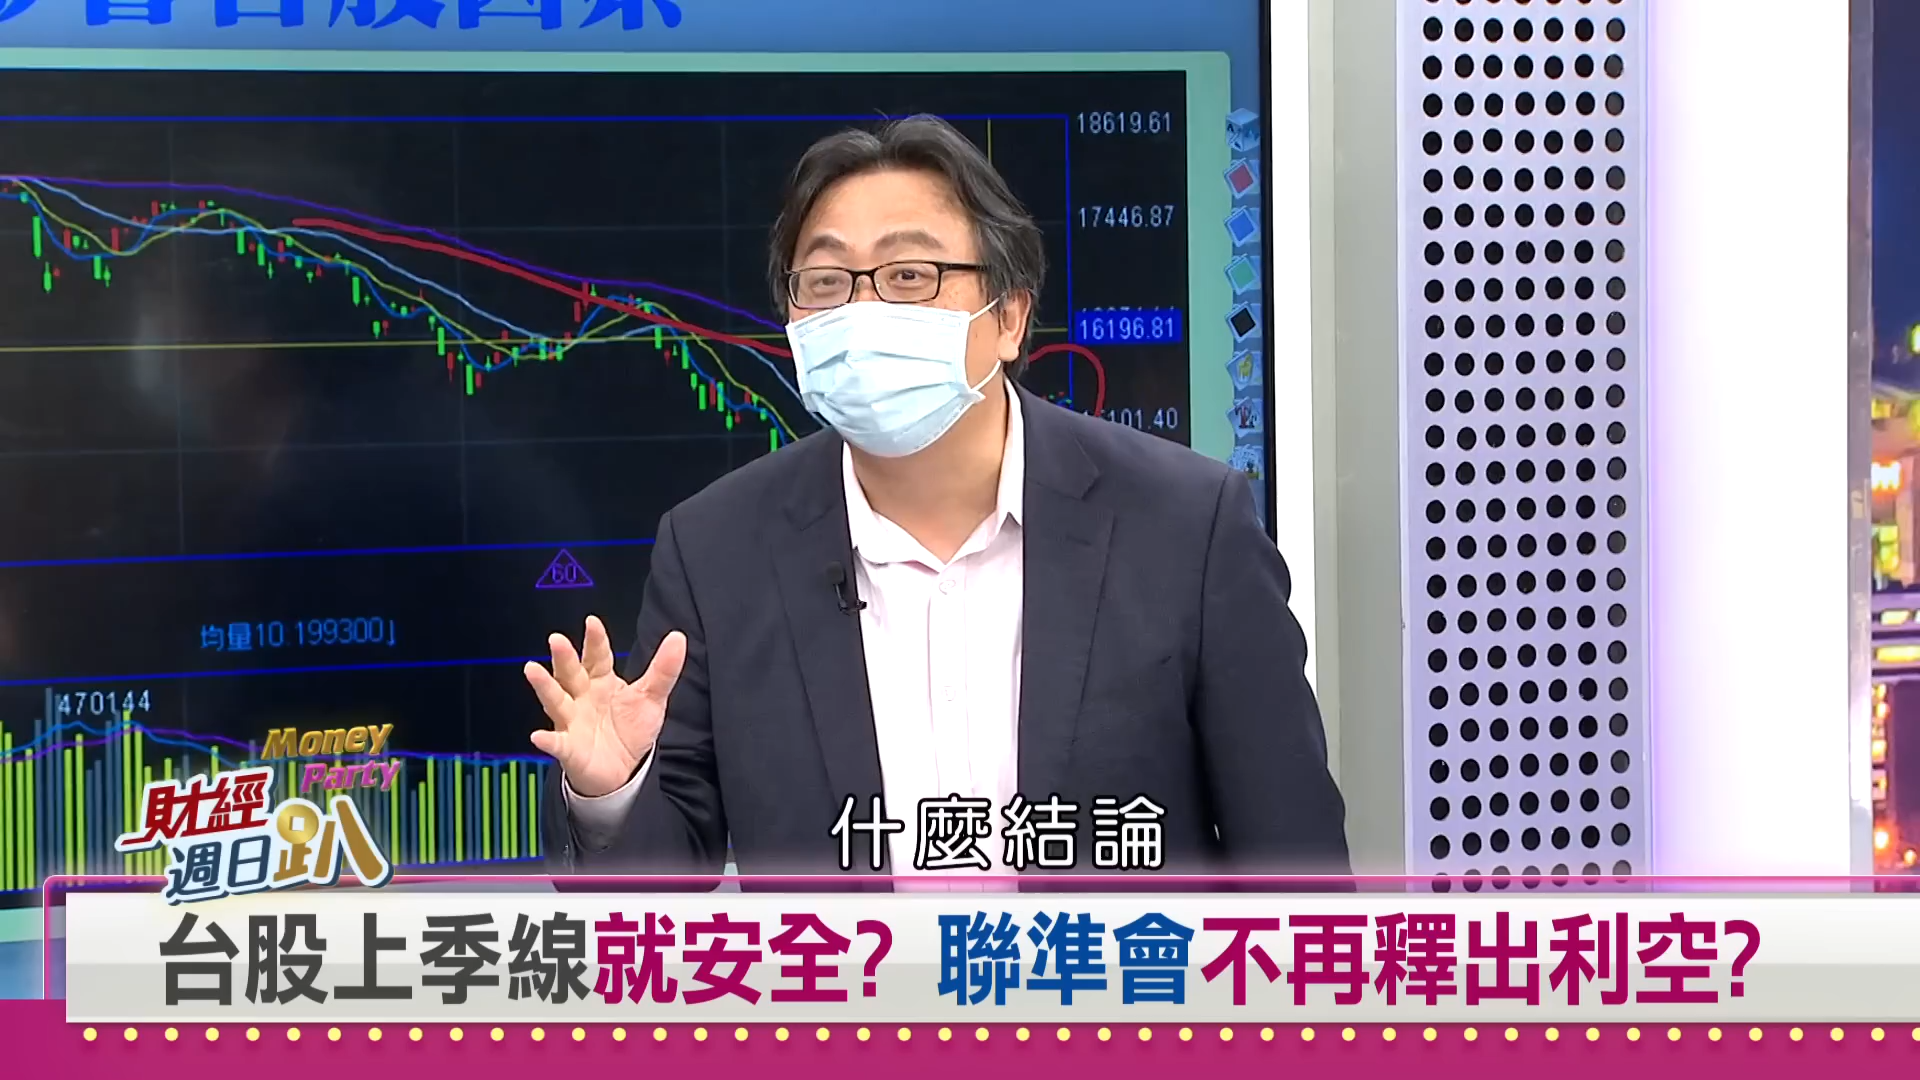 18619.61
17446.87
16196.81
101.40
60
均量10.199300↓
470144
Money
Party
財經
週日趴
什麼結論
台股上季線就安全? 聯準會不再釋出利空?